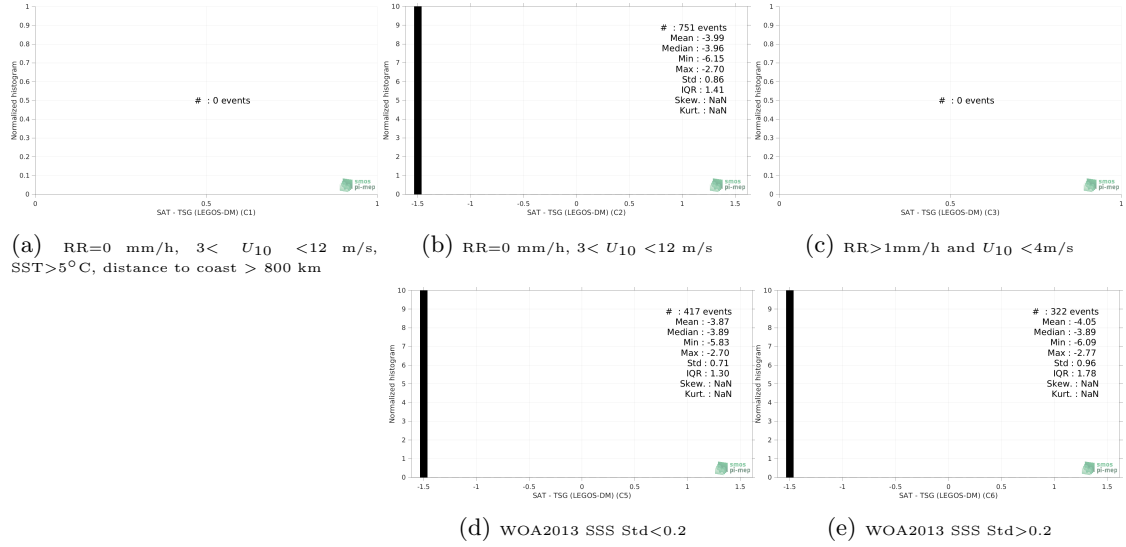 1
0.9
0.8
0.7
0.6
0.5
0.4
0.3
0.2
0.1
0
Normalized histogram
# : 0 events
smos
pi-mep
0 0.5 1
SAT - TSG (LEGOS-DM) (C1)
(a) RR=0 mm/h, 3< U10 <12 m/s,
SST>5°C, distance to coast > 800 km
10
9
8
7
6
5
4
3
2
1
0
Normalized histogram
# : 751 events
Mean : -3.99
Median : -3.96
Min : -6.15
Max : -2.70
Std : 0.86
IQR : 1.41
Skew. : NaN
Kurt. : NaN
smos
pi-mep
-1.5 -1 -0.5 0 0.5 1 1.5
SAT - TSG (LEGOS-DM) (C2)
(b) RR=0 mm/h, 3< U10 <12 m/s
1
0.9
0.8
0.7
0.6
0.5
0.4
0.3
0.2
0.1
0
Normalized histogram
# : 0 events
smos
pi-mep
0 0.5 1
SAT - TSG (LEGOS-DM) (C3)
(c) RR>1mm/h and U10 <4m/s
10
9
8
7
6
5
4
3
2
1
0
Normalized histogram
# : 417 events
Mean : -3.87
Median : -3.89
Min : -5.83
Max : -2.70
Std : 0.71
IQR : 1.30
Skew. : NaN
Kurt. : NaN
smos
pi-mep
-1.5 -1 -0.5 0 0.5 1 1.5
SAT - TSG (LEGOS-DM) (C5)
(d) WOA2013 SSS Std<0.2
10
9
8
7
6
5
4
3
2
1
0
Normalized histogram
# : 322 events
Mean : -4.05
Median : -3.89
Min : -6.09
Max : -2.77
Std : 0.96
IQR : 1.78
Skew. : NaN
Kurt. : NaN
smos
pi-mep
-1.5 -1 -0.5 0 0.5 1 1.5
SAT - TSG (LEGOS-DM) (C6)
(e) WOA2013 SSS Std>0.2